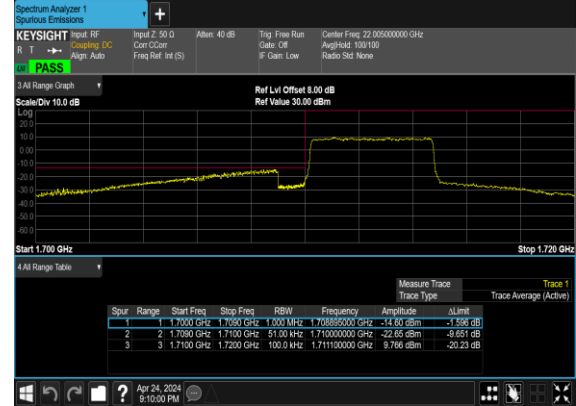 Spectrum Analyzer 1
Spurious Emissions
KEYSIGHT Input: RF Input Z: 50 Ω Atten: 40 dB Trig: Free Run Center Freq: 22.005000000 GHz
R T Coupling: DC Corr CCorr Gate: Off Avg|Hold: 100/100
Align: Auto Freq Ref: Int (S) IF Gain: Low Radio Std: None
LXI PASS
3 All Range Graph Ref Lvl Offset 8.00 dB
Scale/Div 10.0 dB Ref Value 30.00 dBm
Log
20.0
10.0
0.00
-10.0
-20.0
-30.0
-40.0
-50.0
-60.0
Start 1.700 GHz Stop 1.720 GHz
4 All Range Table
Measure Trace Trace 1
Trace Type Trace Average (Active)
Spur Range Start Freq Stop Freq RBW Frequency Amplitude ΔLimit
1 1 1.7000 GHz 1.7090 GHz 1.000 MHz 1.708895000 GHz -14.60 dBm -1.596 dB
2 2 1.7090 GHz 1.7100 GHz 51.00 kHz 1.710000000 GHz -22.65 dBm -9.651 dB
3 3 1.7100 GHz 1.7200 GHz 100.0 kHz 1.711100000 GHz 9.766 dBm -20.23 dB
? Apr 24, 2024
9:10:00 PM